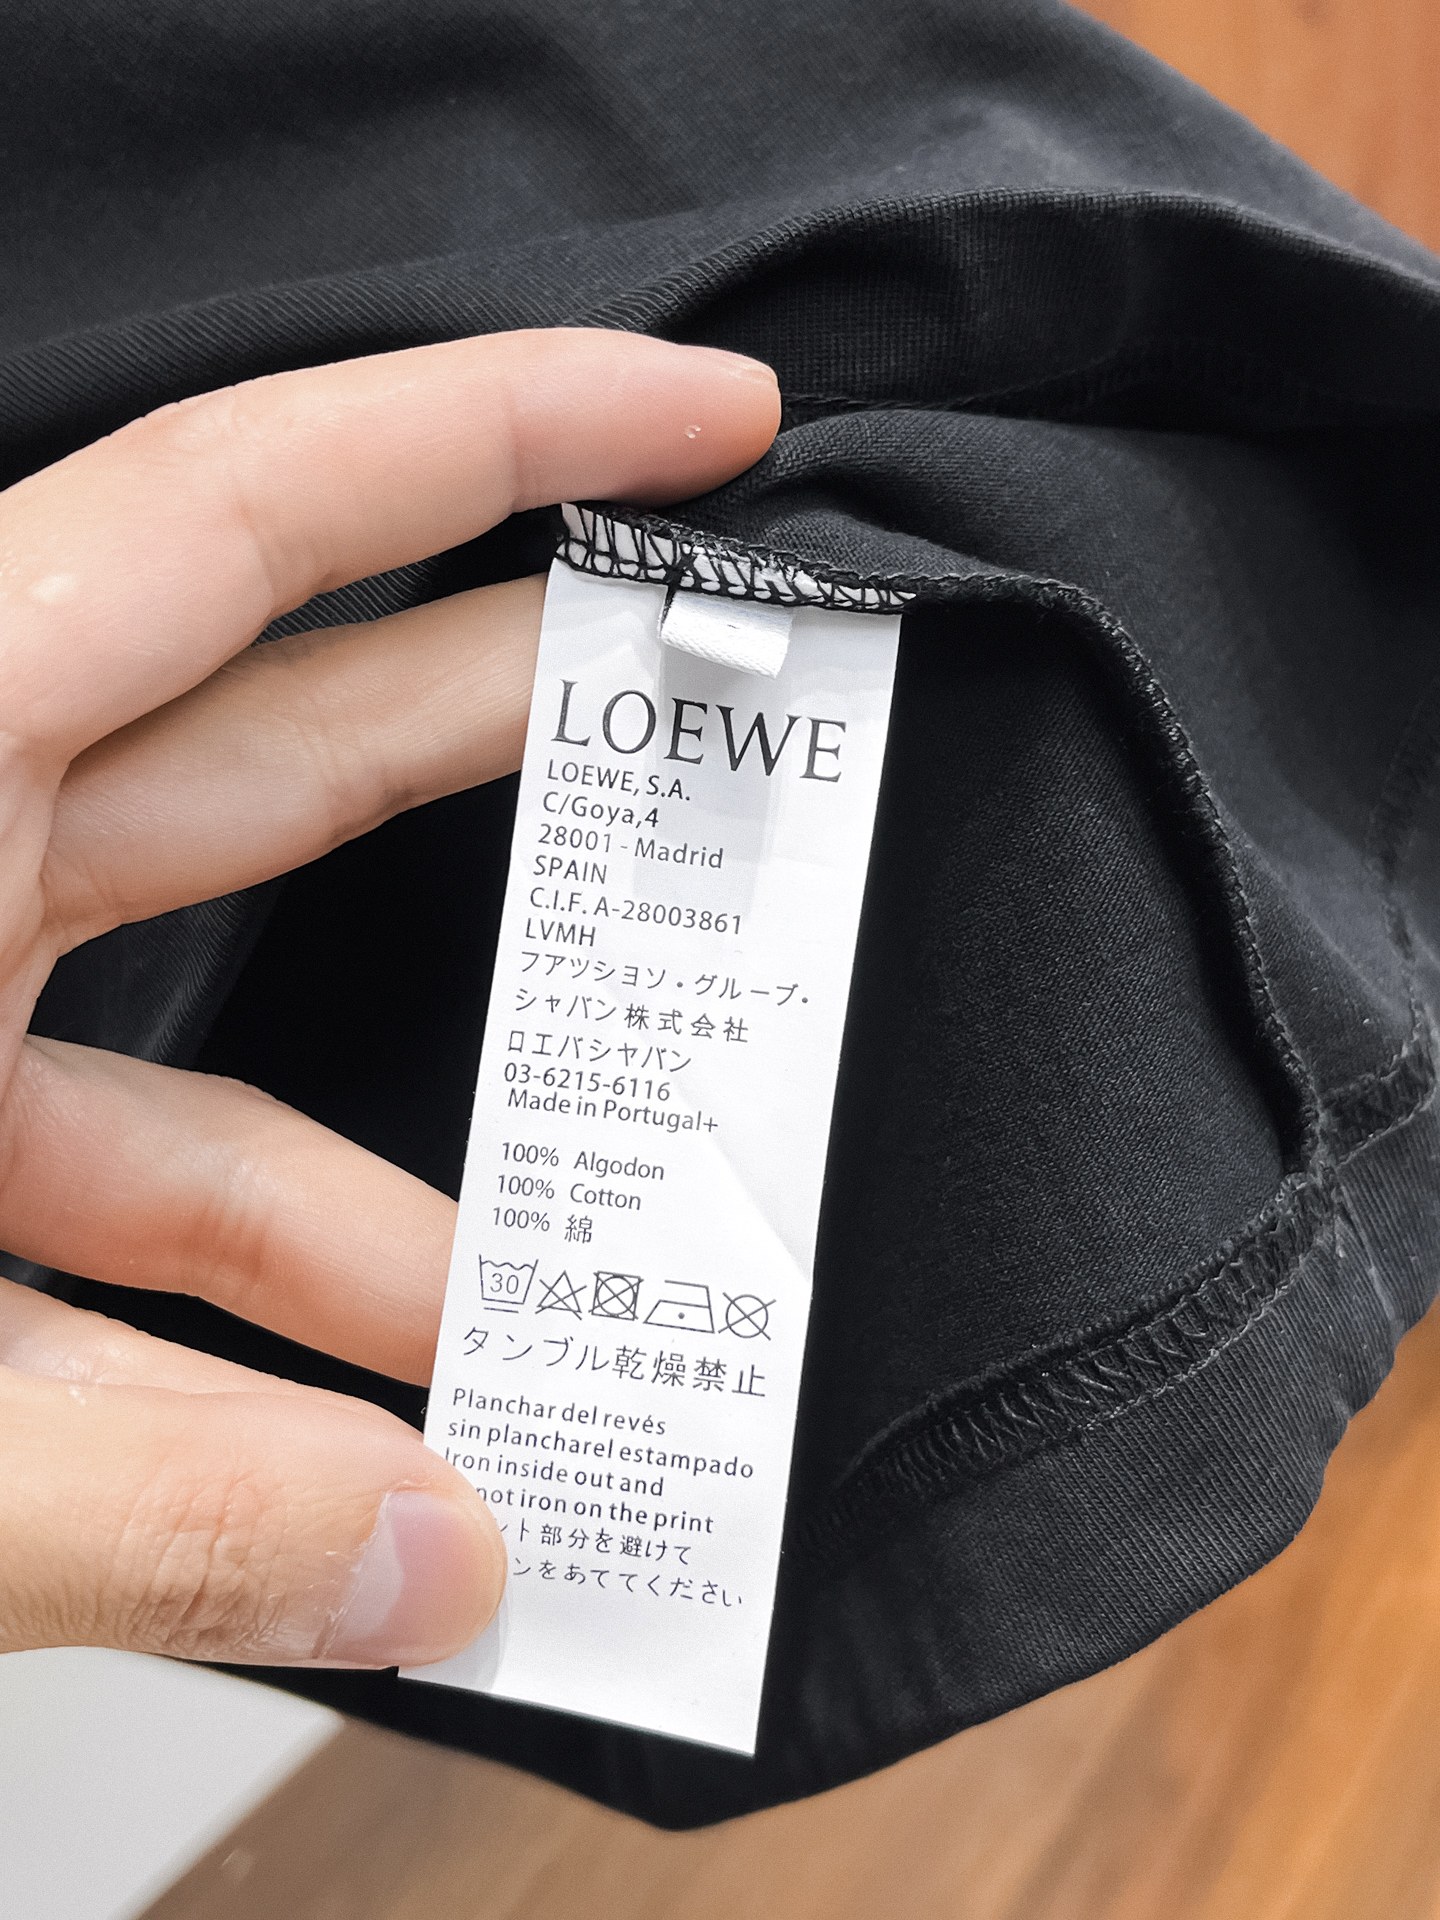 LOEWE
LOEWE, S.A.
C/Goya,4
28001 - Madrid
SPAIN
C.I.F. A-28003861
LVMH
フアツシヨソ・グループ・
シャバン株式会社
ロエバシヤバン
03-6215-6116
Made in Portugal+
100% Algodon
100% Cotton
100% 綿
30
タンブル乾燥禁止
Planchar del revés
sin plancharel estampado
Iron inside out and
not iron on the print
ント部分を避けて
ンをあててください